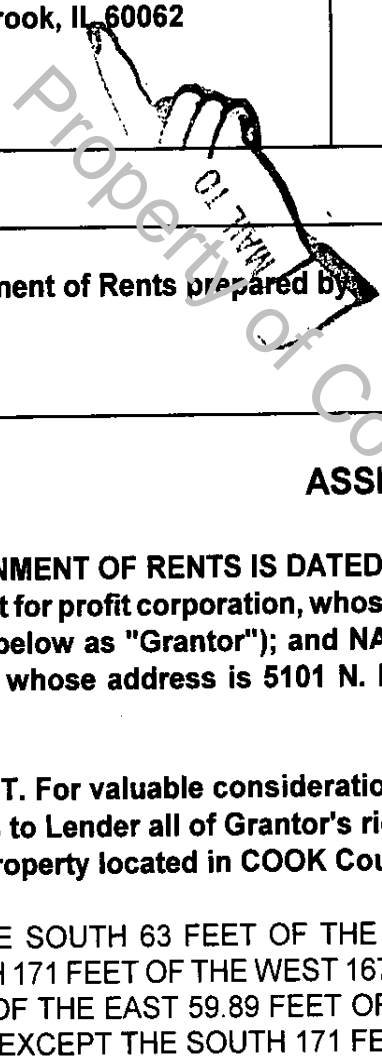 rook, IL 60062
MAIL TO
ment of Rents prepared by
Property of Co
ASSI
NMENT OF RENTS IS DATED
t for profit corporation, whos
below as "Grantor"); and NA
whose address is 5101 N.
T. For valuable consideratio
s to Lender all of Grantor's ri
roperty located in COOK Cou
E SOUTH 63 FEET OF THE
H 171 FEET OF THE WEST 167
OF THE EAST 59.89 FEET OF
EXCEPT THE SOUTH 171 FE